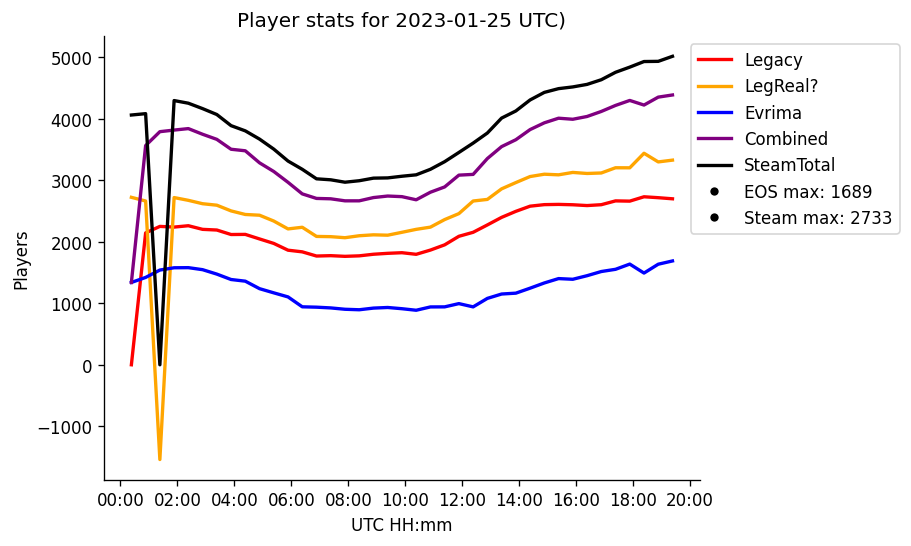 Player stats for 2023-01-25 UTC)
5000
4000
3000
2000
1000
0
−1000
Players
00:00 02:00 04:00 06:00 08:00 10:00 12:00 14:00 16:00 18:00 20:00
UTC HH:mm
Legacy
LegReal?
Evrima
Combined
SteamTotal
EOS max: 1689
Steam max: 2733